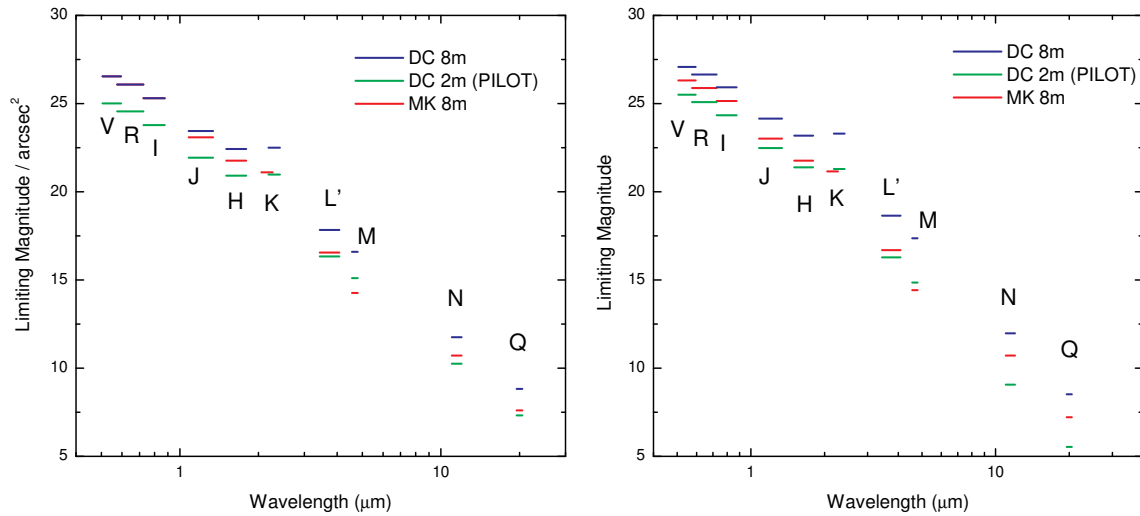 30
25
20
15
10
5
1
10
Limiting Magnitude / arcsec²
Wavelength (μm)
DC 8m
DC 2m (PILOT)
MK 8m
V
R
I
J
H
K
L'
M
N
Q
30
25
20
15
10
5
1
10
Limiting Magnitude
Wavelength (μm)
DC 8m
DC 2m (PILOT)
MK 8m
V
R
I
J
H
K
L'
M
N
Q